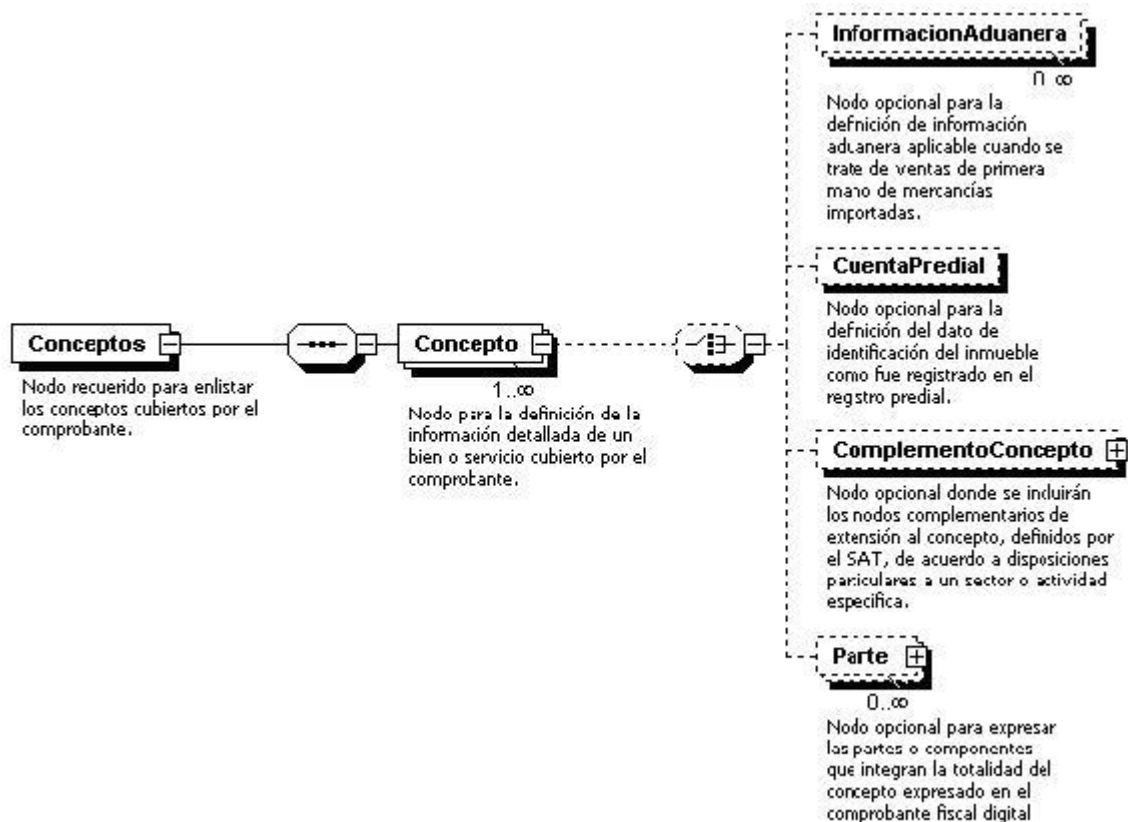 Conceptos
Nodo recuerido para enlistar
los conceptos cubiertos por el
comprobante.
Concepto
1..∞
Nodo para la definición de la
información detallada de un
bien o servicio cubierto por el
comprobante.
InformacionAduanera
0..∞
Nodo opcional para la
defnición de información
aduanera aplicable cuando se
trate de ventas de primera
mano de mercancías
importadas.
CuentaPredial
Nodo opcional para la
defnición del dato de
identificación del inmueble
como fue registrado en el
registro predial.
ComplementoConcepto
Nodo opcional donde se incluirán
los nodos complementarios de
extensión al concepto, definidos por
el SAT, de acuerdo a disposiciones
pariculares a un sector o actividad
especifica.
Parte
0..∞
Nodo opcional para expresar
las partes o componentes
que integran la totalidad del
concepto expresado en el
comprobante fiscal digital